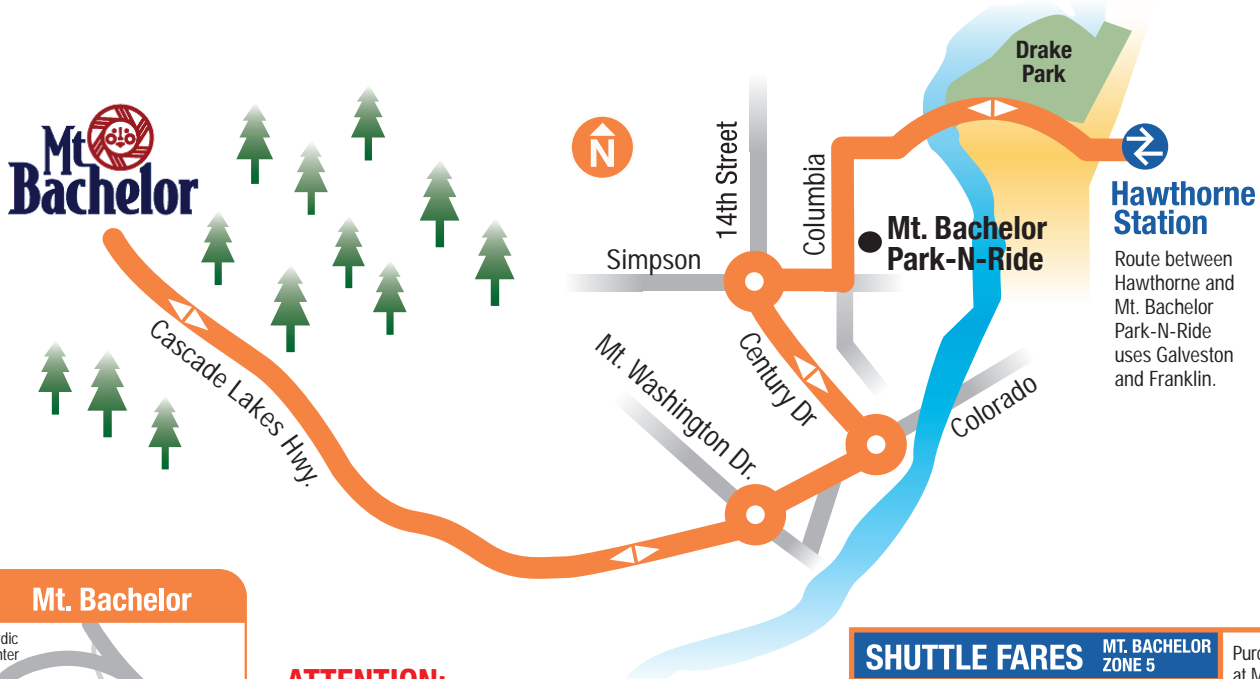 Drake
Park
Mt
Bachelor
N
14th Street
Columbia
Hawthorne
Station
Mt. Bachelor
Park-N-Ride
Simpson
Route between
Hawthorne and
Mt. Bachelor
Park-N-Ride
uses Galveston
and Franklin.
Cascade Lakes Hwy.
Mt. Washington Dr.
Century Dr
Colorado
Mt. Bachelor
ATTENTION:
SHUTTLE FARES
MT. BACHELOR
ZONE 5
at M